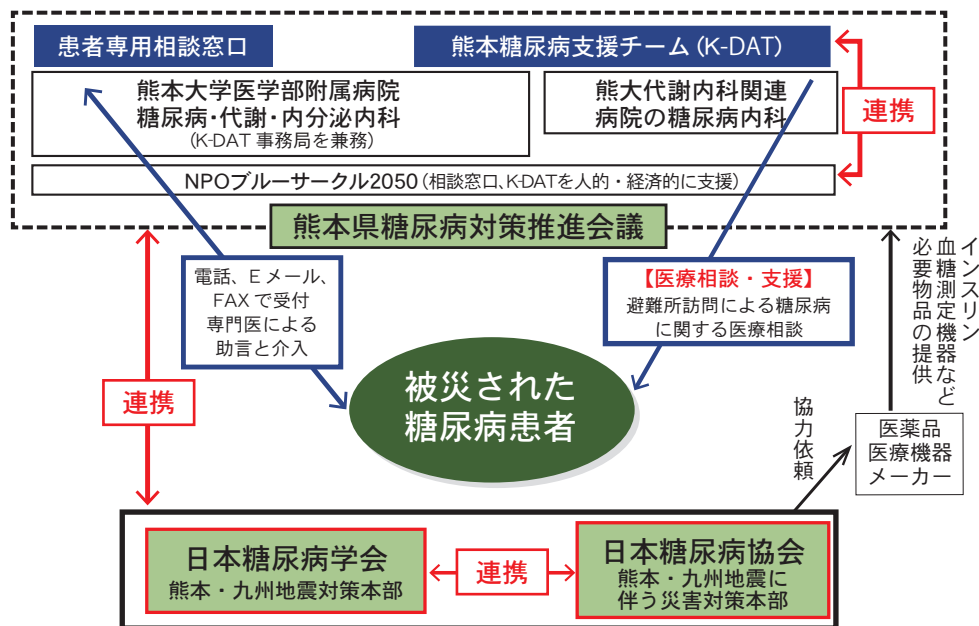 患者専用相談窓口
熊本糖尿病支援チーム（K-DAT）
熊本大学医学部附属病院
糖尿病・代謝・内分泌内科
（K-DAT 事務局を兼務）
熊大代謝内科関連
病院の糖尿病内科
連携
NPOブルーサークル2050（相談窓口、K-DATを人的・経済的に支援）
熊本県糖尿病対策推進会議
電話、Eメール、
FAXで受付
専門医による
助言と介入
【医療相談・支援】
避難所訪問による糖尿病
に関する医療相談
インスリン
血糖測定機器など
必要物品の提供
被災された
糖尿病患者
連携
協力依頼
医薬品
医療機器
メーカー
日本糖尿病学会
熊本・九州地震対策本部
連携
日本糖尿病協会
熊本・九州地震に
伴う災害対策本部